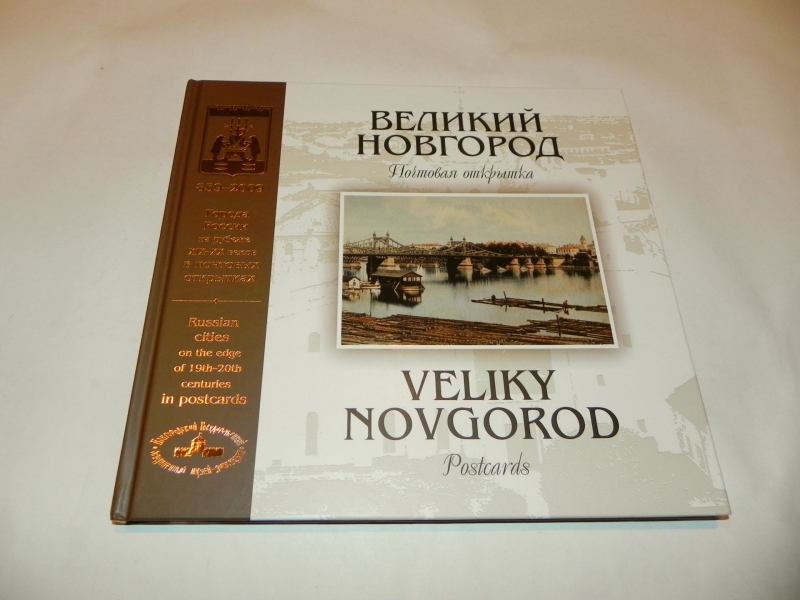 859–2009
Города
России
на рубеже
XIX–XX веков
в почтовых
открытках
Russian
cities
on the edge
of 19th–20th
centuries
in postcards
ВЕЛИКИЙ
НОВГОРОД
Почтовая открытка
VELIKY
NOVGOROD
Postcards